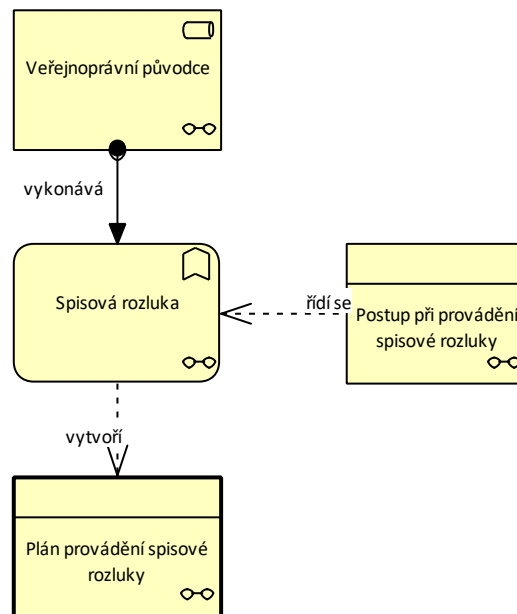 Veřejnoprávní původce
vykonává
Spisová rozluka
řídí se
Postup při provádění
spisové rozluky
vytvoří
Plán provádění spisové
rozluky